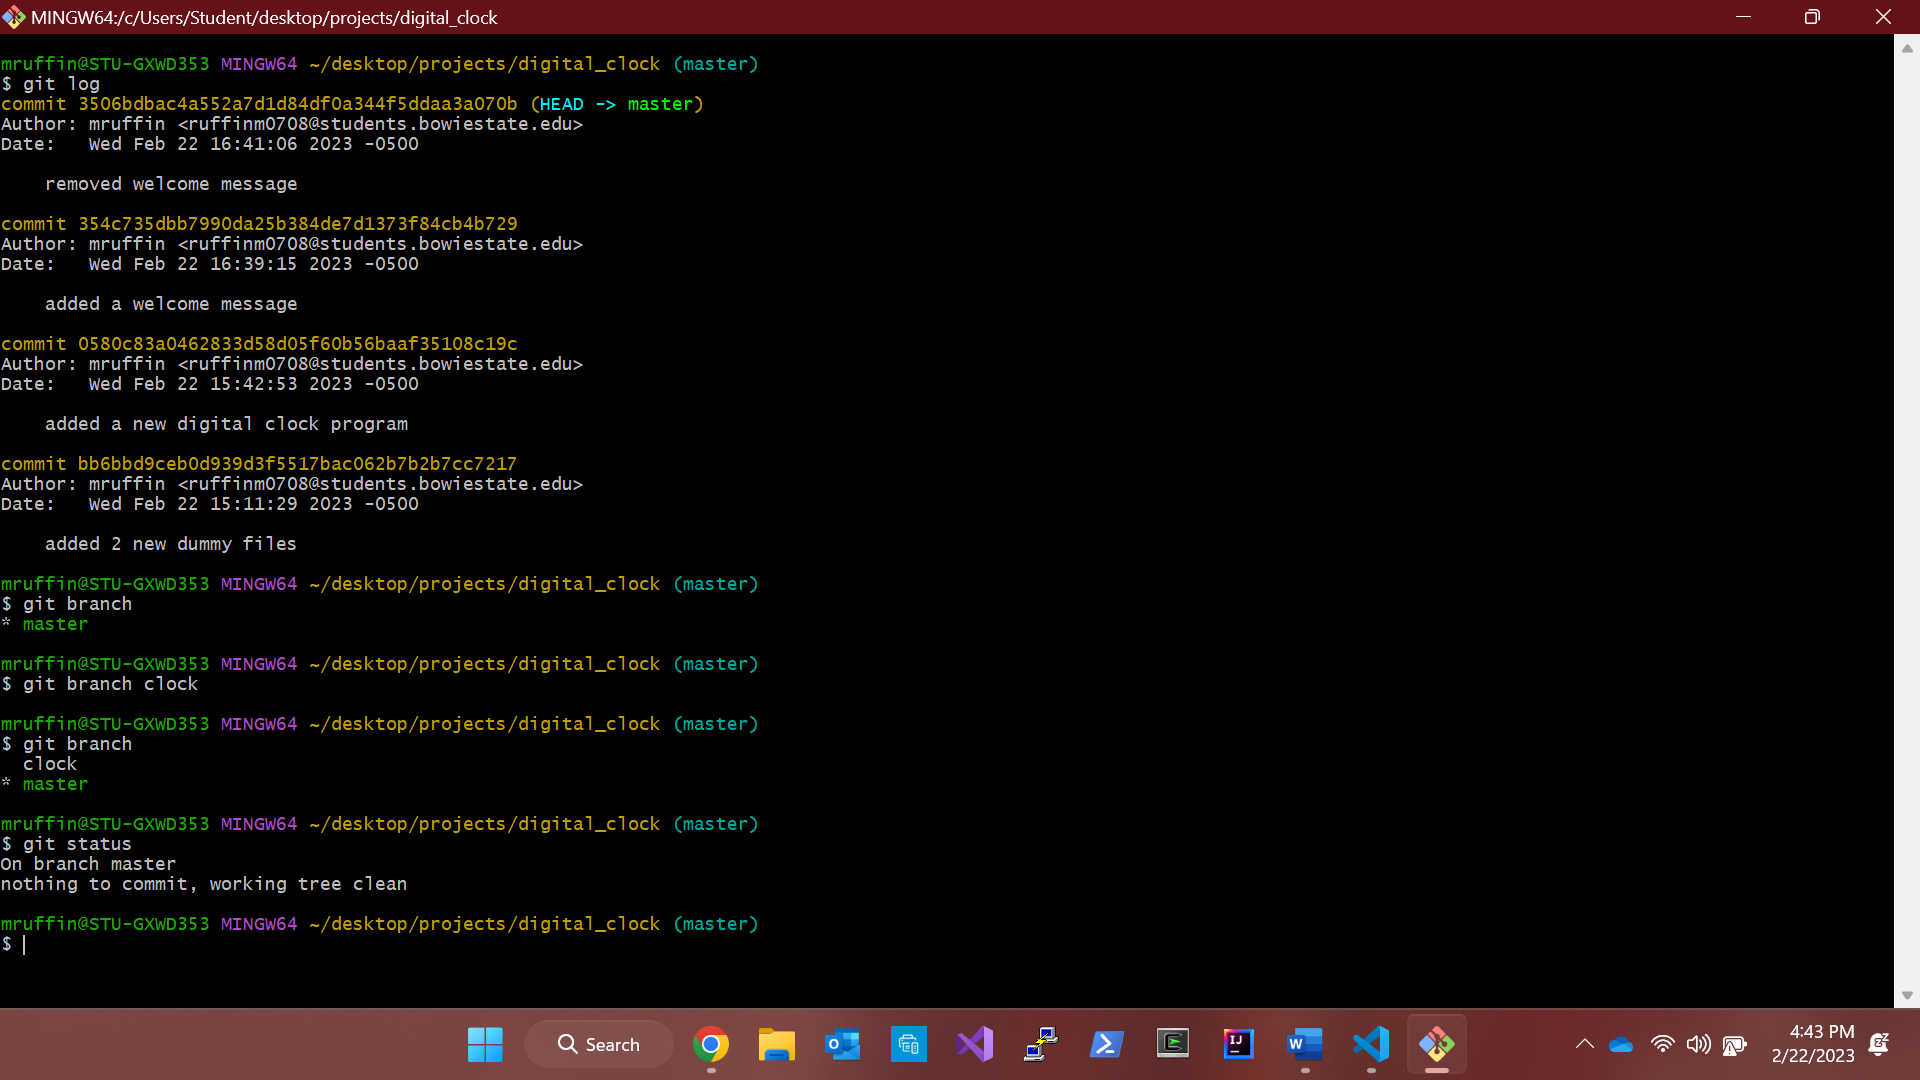 MINGW64:/c/Users/Student/desktop/projects/digital_clock
mruffin@STU-GXWD353 MINGW64 ~/desktop/projects/digital_clock (master)
$ git log
commit 3506bdbac4a552a7d1d84df0a344f5ddaa3a070b (HEAD -> master)
Author: mruffin <ruffinm0708@students.bowiestate.edu>
Date:   Wed Feb 22 16:41:06 2023 -0500
removed welcome message
commit 354c735dbb7990da25b384de7d1373f84cb4b729
Author: mruffin <ruffinm0708@students.bowiestate.edu>
Date:   Wed Feb 22 16:39:15 2023 -0500
added a welcome message
commit 0580c83a0462833d58d05f60b56baaf35108c19c
Author: mruffin <ruffinm0708@students.bowiestate.edu>
Date:   Wed Feb 22 15:42:53 2023 -0500
added a new digital clock program
commit bb6bbd9ceb0d939d3f5517bac062b7b2b7cc7217
Author: mruffin <ruffinm0708@students.bowiestate.edu>
Date:   Wed Feb 22 15:11:29 2023 -0500
added 2 new dummy files
mruffin@STU-GXWD353 MINGW64 ~/desktop/projects/digital_clock (master)
$ git branch
* master
mruffin@STU-GXWD353 MINGW64 ~/desktop/projects/digital_clock (master)
$ git branch clock
mruffin@STU-GXWD353 MINGW64 ~/desktop/projects/digital_clock (master)
$ git branch
clock
* master
mruffin@STU-GXWD353 MINGW64 ~/desktop/projects/digital_clock (master)
$ git status
On branch master
nothing to commit, working tree clean
mruffin@STU-GXWD353 MINGW64 ~/desktop/projects/digital_clock (master)
$
Search
4:43 PM
2/22/2023